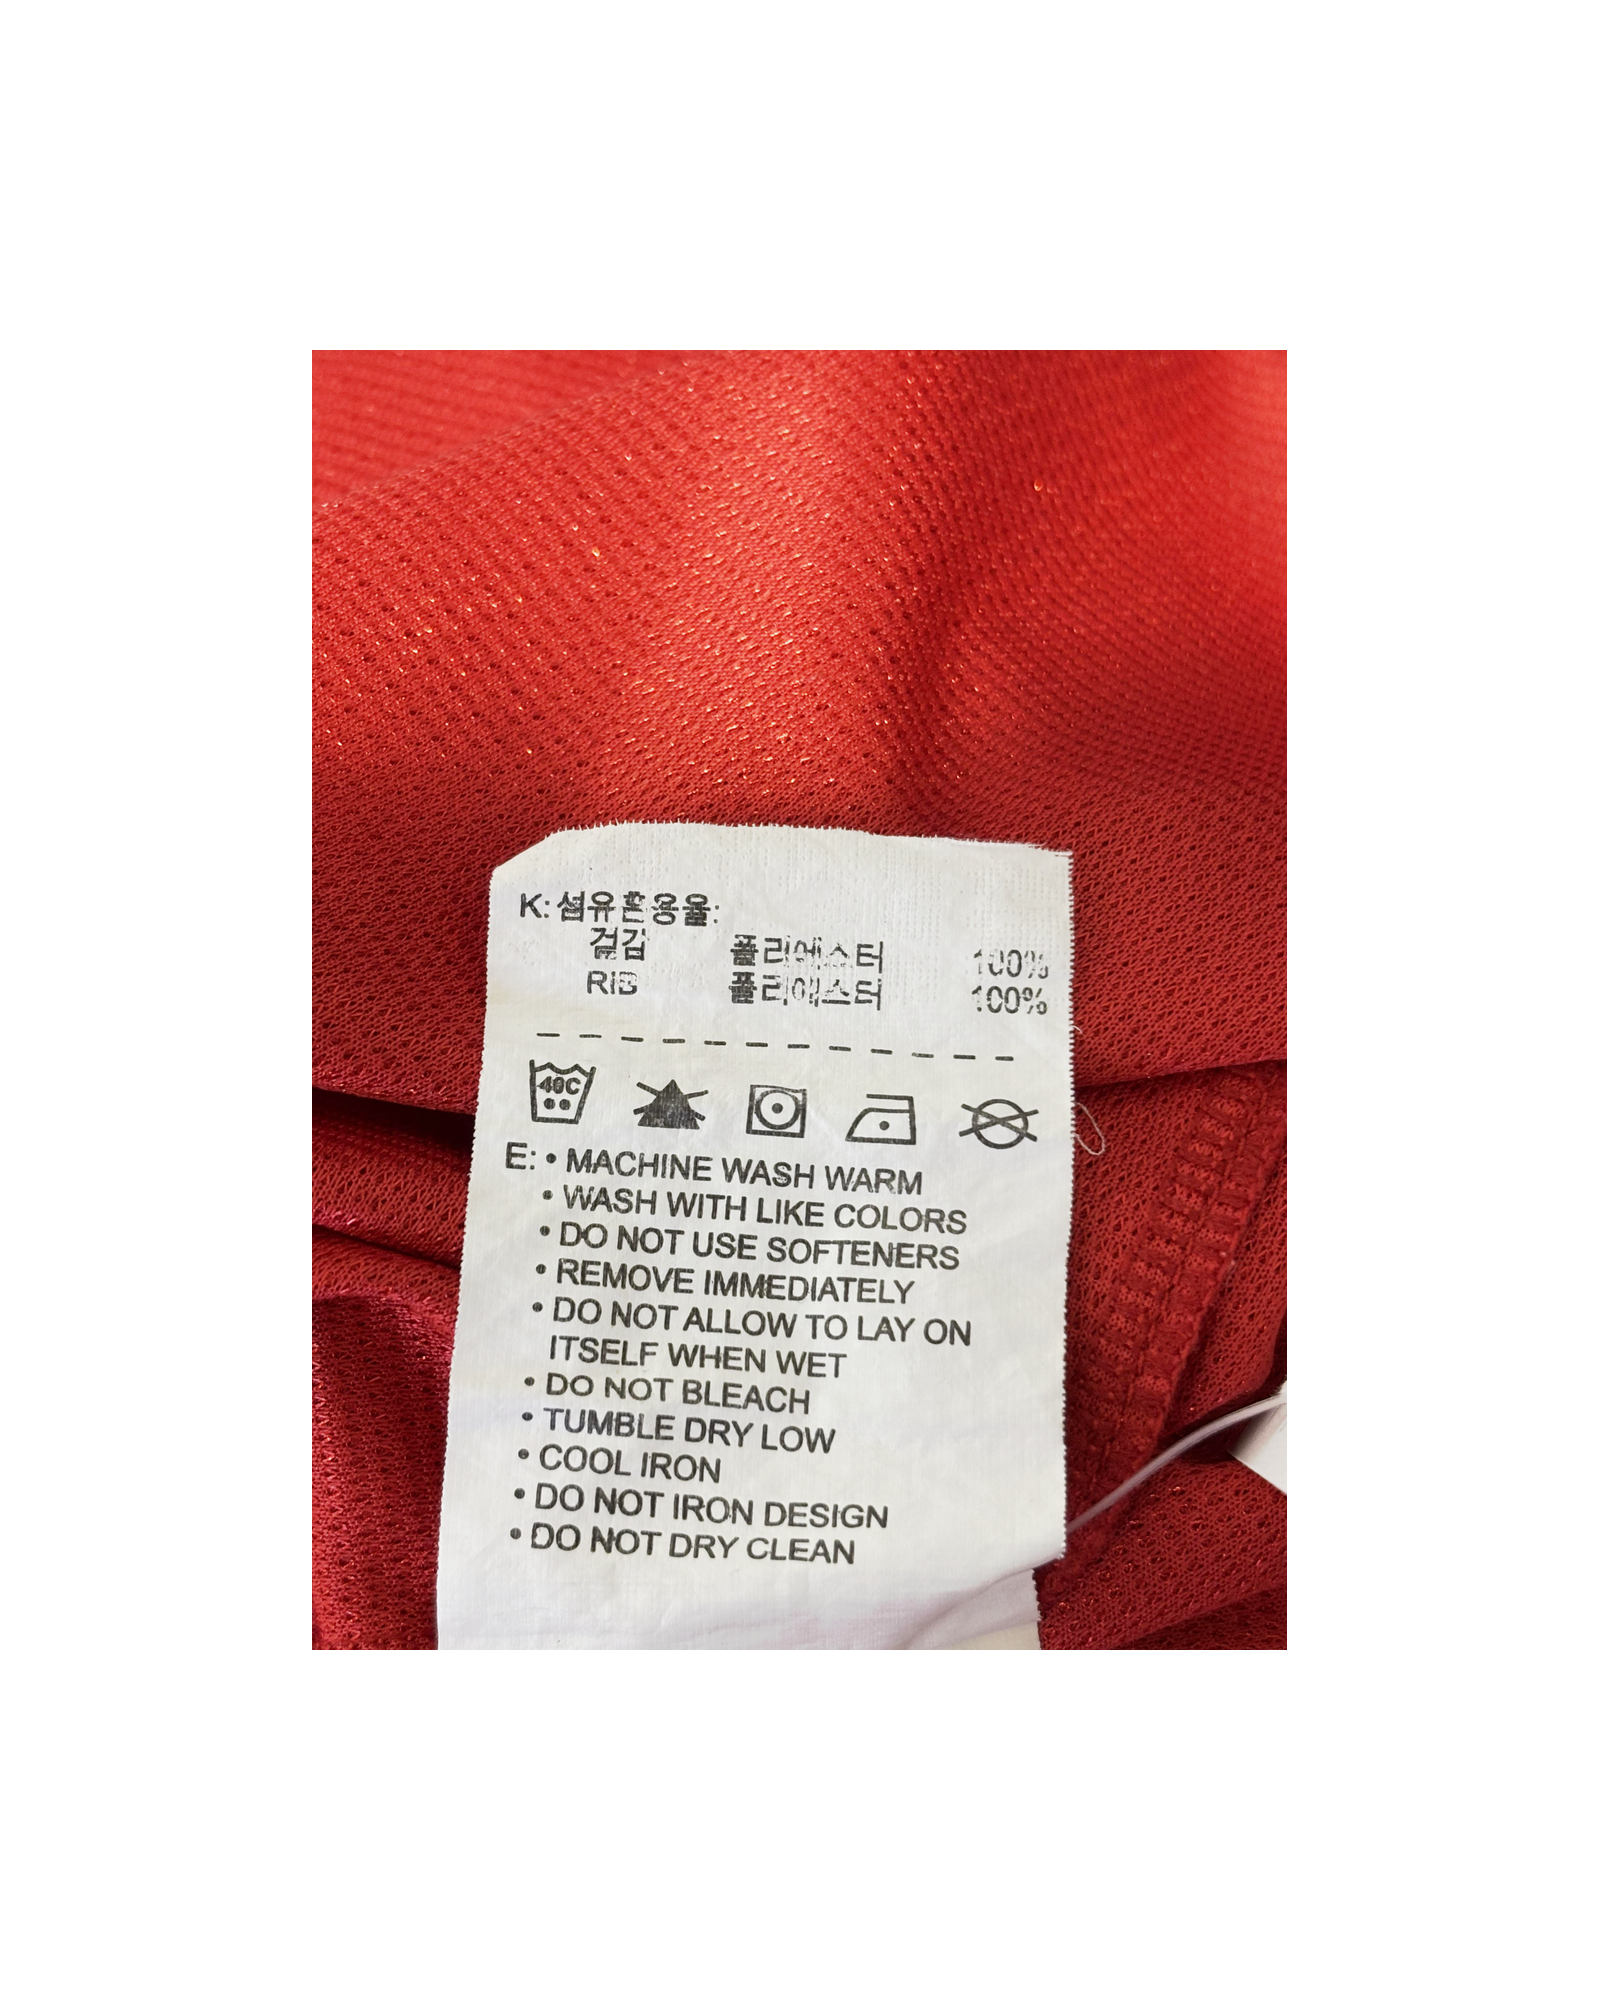 K: 섬유혼용율:
겉감 폴리에스터 100%
RIB 폴리에스터 100%
40C
E: • MACHINE WASH WARM
• WASH WITH LIKE COLORS
• DO NOT USE SOFTENERS
• REMOVE IMMEDIATELY
• DO NOT ALLOW TO LAY ON
ITSELF WHEN WET
• DO NOT BLEACH
• TUMBLE DRY LOW
• COOL IRON
• DO NOT IRON DESIGN
• DO NOT DRY CLEAN